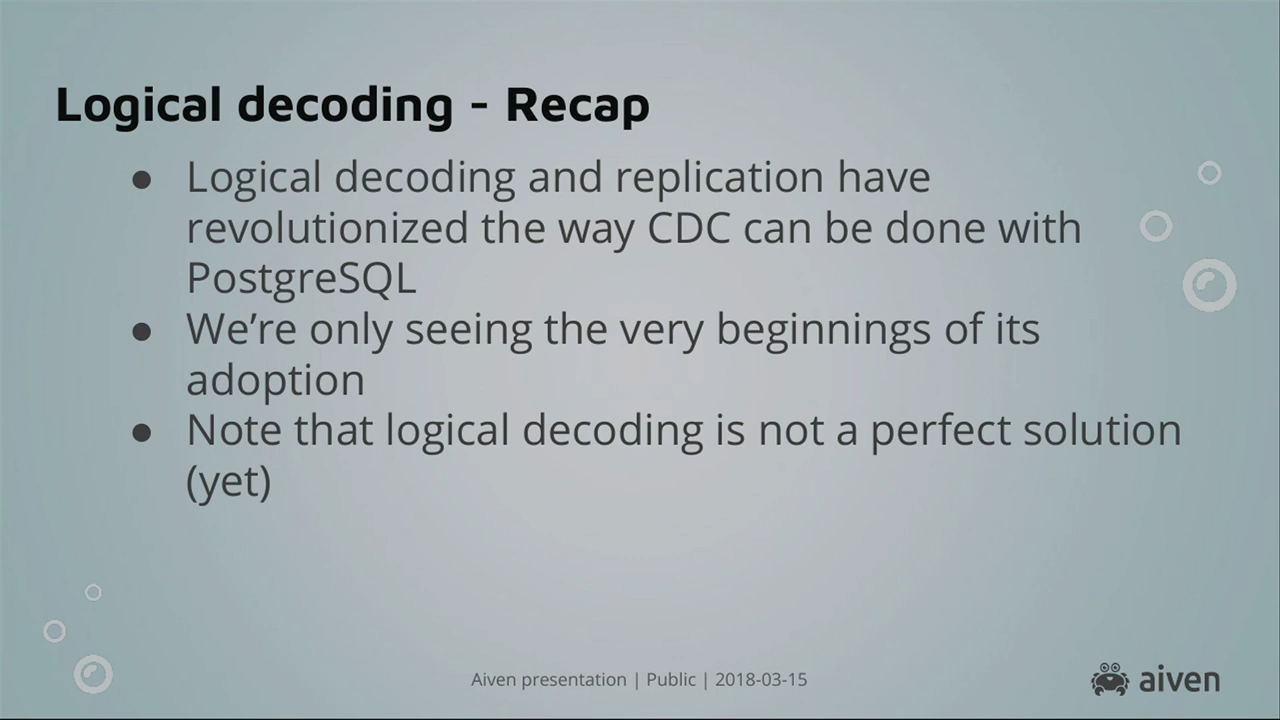 Logical decoding - Recap
● Logical decoding and replication have
revolutionized the way CDC can be done with
PostgreSQL
● We’re only seeing the very beginnings of its
adoption
● Note that logical decoding is not a perfect solution
(yet)
Aiven presentation | Public | 2018-03-15
aiven